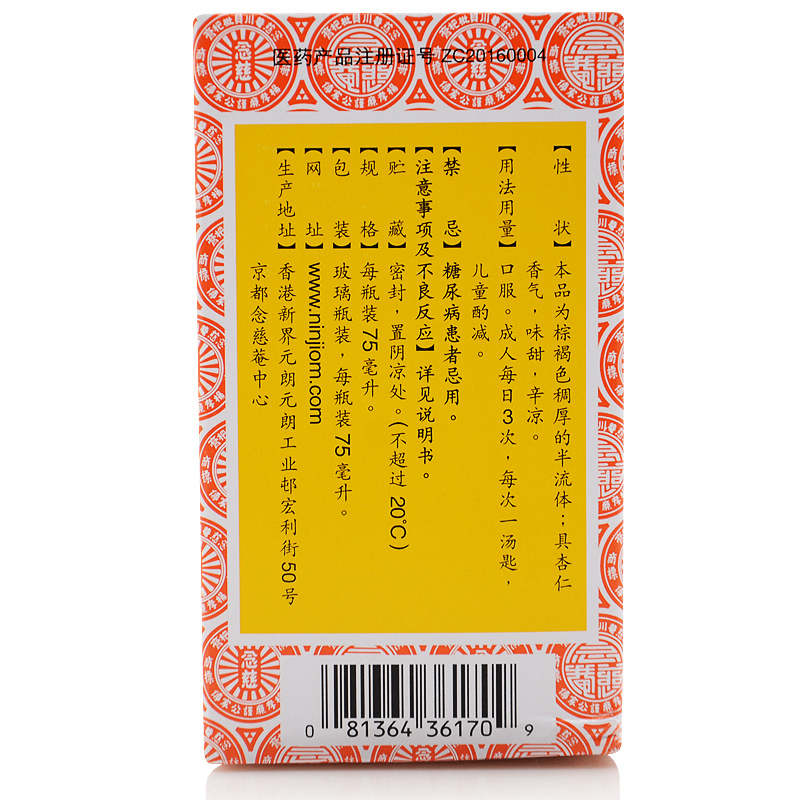 医药产品注册证号 ZC20160004
【性状】本品为棕褐色稠厚的半流体；具杏仁
香气，味甜，辛凉。
【用法用量】口服。成人每日3次，每次一汤匙，
儿童酌减。
【禁忌】糖尿病患者忌用。
【注意事项及不良反应】详见说明书。
【贮藏】密封，置阴凉处。(不超过20°C)
【规格】每瓶装75毫升。
【包装】玻璃瓶装，每瓶装75毫升。
【网址】www.ninjiom.com
【生产地址】香港新界元朗元朗工业邨宏利街50号
京都念慈菴中心
念慈
商標
0 81364 36170 9